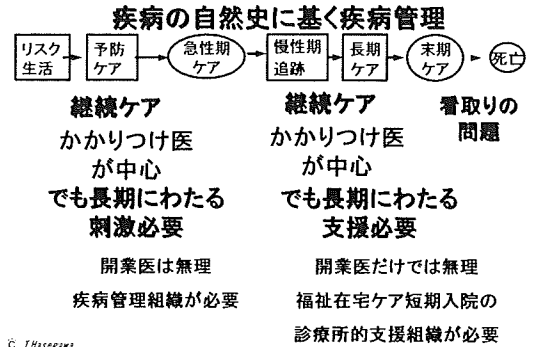 疾病の自然史に基く疾病管理
リスク
生活
予防
ケア
急性期
ケア
慢性期
追跡
長期
ケア
末期
ケア
死亡
継続ケア
かかりつけ医
が中心
でも長期にわたる
刺激必要
開業医は無理
疾病管理組織が必要
継続ケア
かかりつけ医
が中心
でも長期にわたる
支援必要
開業医だけでは無理
福祉在宅ケア短期入院の
診療所的支援組織が必要
看取りの
問題
C T.Hasegawa